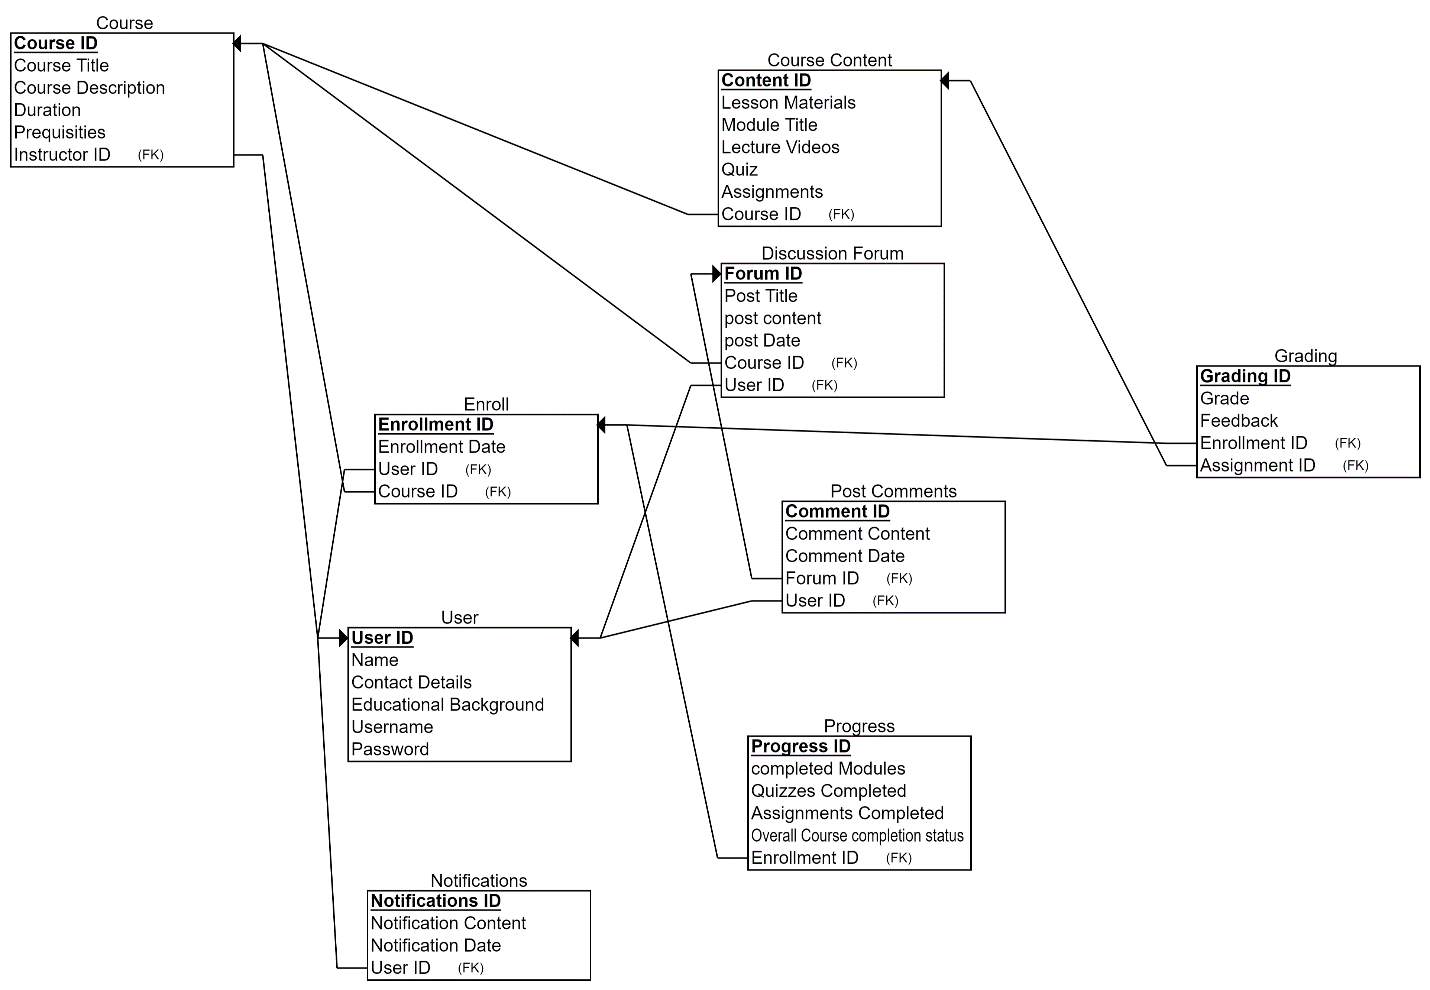 Course
Course ID
Course Title
Course Description
Duration
Prequisities
Instructor ID (FK)
Course Content
Content ID
Lesson Materials
Module Title
Lecture Videos
Quiz
Assignments
Course ID (FK)
Discussion Forum
Forum ID
Post Title
post content
post Date
Course ID (FK)
User ID (FK)
Grading
Grading ID
Grade
Feedback
Enrollment ID (FK)
Assignment ID (FK)
Enroll
Enrollment ID
Enrollment Date
User ID (FK)
Course ID (FK)
Post Comments
Comment ID
Comment Content
Comment Date
Forum ID (FK)
User ID (FK)
User
User ID
Name
Contact Details
Educational Background
Username
Password
Progress
Progress ID
completed Modules
Quizzes Completed
Assignments Completed
Overall Course completion status
Enrollment ID (FK)
Notifications
Notifications ID
Notification Content
Notification Date
User ID (FK)